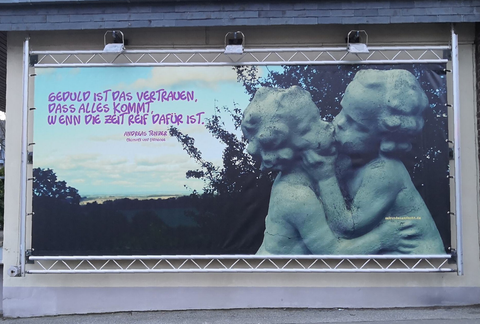 GEDULD IST DAS VERTRAUEN,
DASS ALLES KOMMT,
WENN DIE ZEIT REIF DAFÜR IST.
ANDREAS TENZER